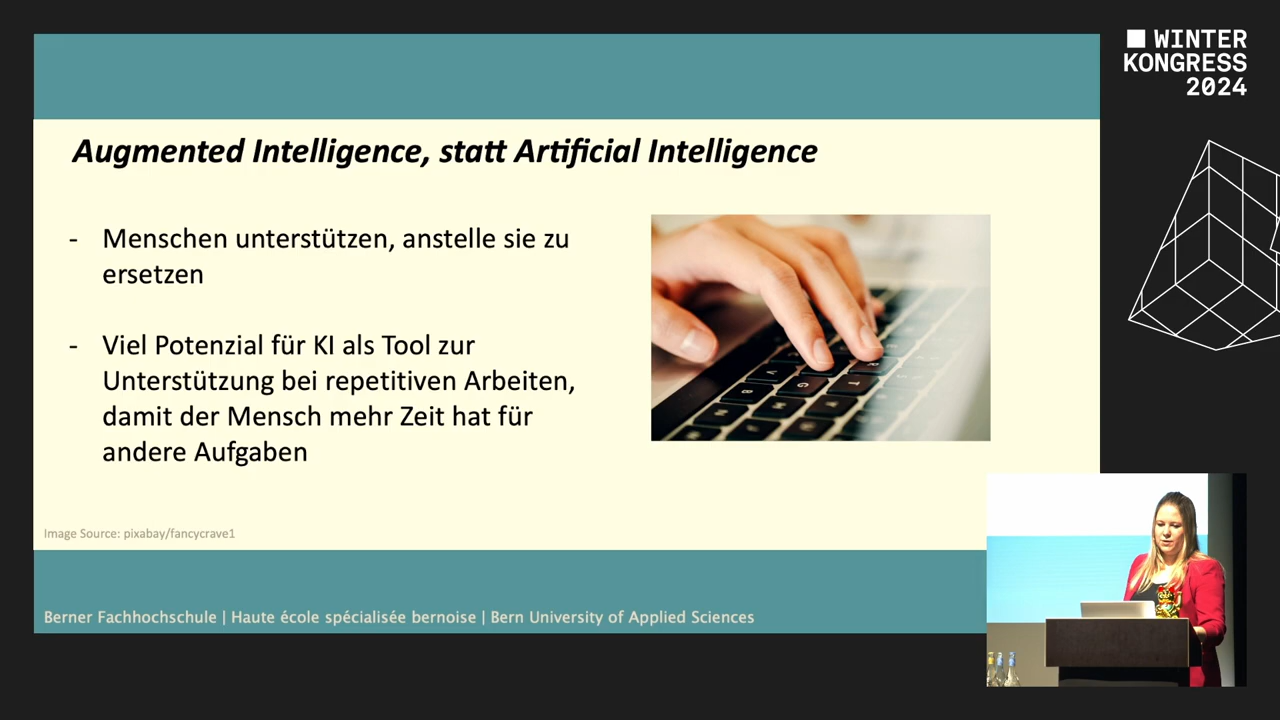 WINTER
KONGRESS
2024
Augmented Intelligence, statt Artificial Intelligence
- Menschen unterstützen, anstelle sie zu
ersetzen
- Viel Potenzial für KI als Tool zur
Unterstützung bei repetitiven Arbeiten,
damit der Mensch mehr Zeit hat für
andere Aufgaben
Image Source: pixabay/fancycrave1
Berner Fachhochschule | Haute école spécialisée bernoise | Bern University of Applied Sciences